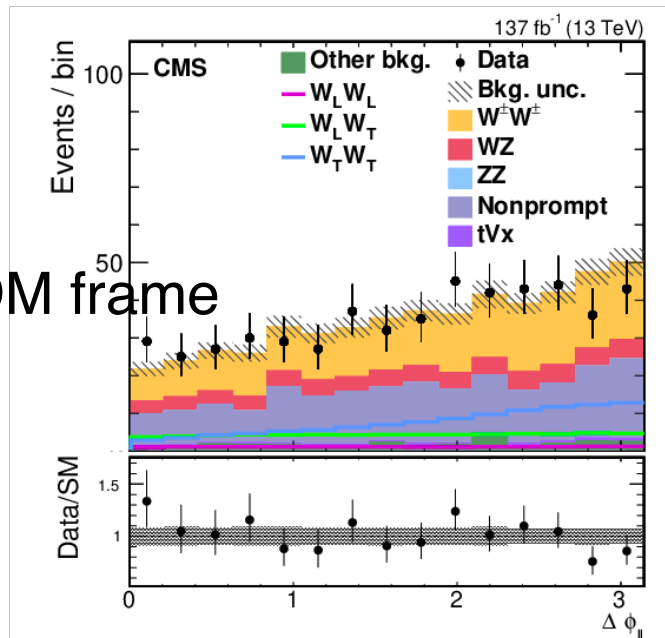 137 fb⁻¹ (13 TeV)
CMS
Other bkg.
W_L W_L
W_L W_T
W_T W_T
Data
Bkg. unc.
W±W±
WZ
ZZ
Nonprompt
tVx
Events / bin
100
50
M frame
Data/SM
1.5
1
0 1 2 3
Δ ϕ_ll